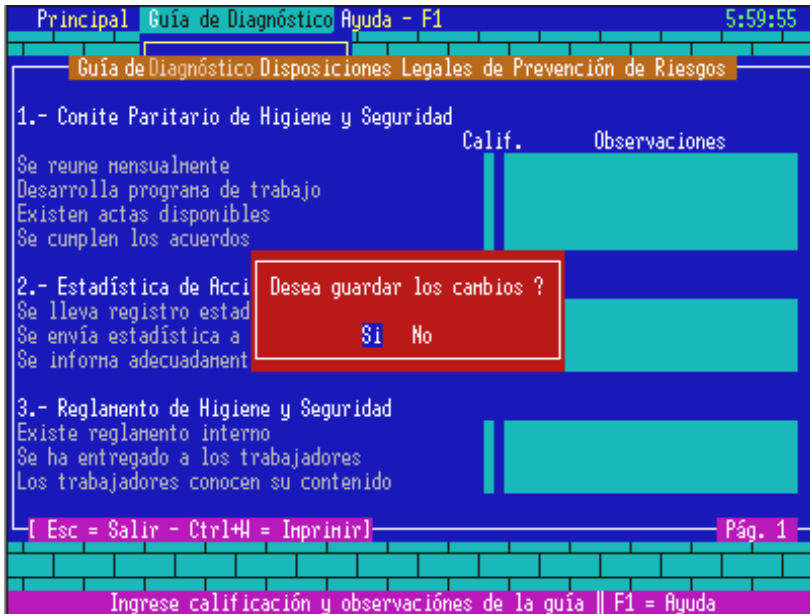 Principal Guía de Diagnóstico Ayuda - F1 5:59:55
Guía de Diagnóstico Disposiciones Legales de Prevención de Riesgos
1.- Comite Paritario de Higiene y Seguridad
Calif. Observaciones
Se reune mensualmente
Desarrolla programa de trabajo
Existen actas disponibles
Se cumplen los acuerdos
2.- Estadística de Acci
Se lleva registro estad
Se envía estadística a
Se informa adecuadament
Desea guardar los cambios ?
Si No
3.- Reglamento de Higiene y Seguridad
Existe reglamento interno
Se ha entregado a los trabajadores
Los trabajadores conocen su contenido
[ Esc = Salir - Ctrl+W = Imprimir] Pág. 1
Ingrese calificación y observaciónes de la guía ║ F1 = Ayuda